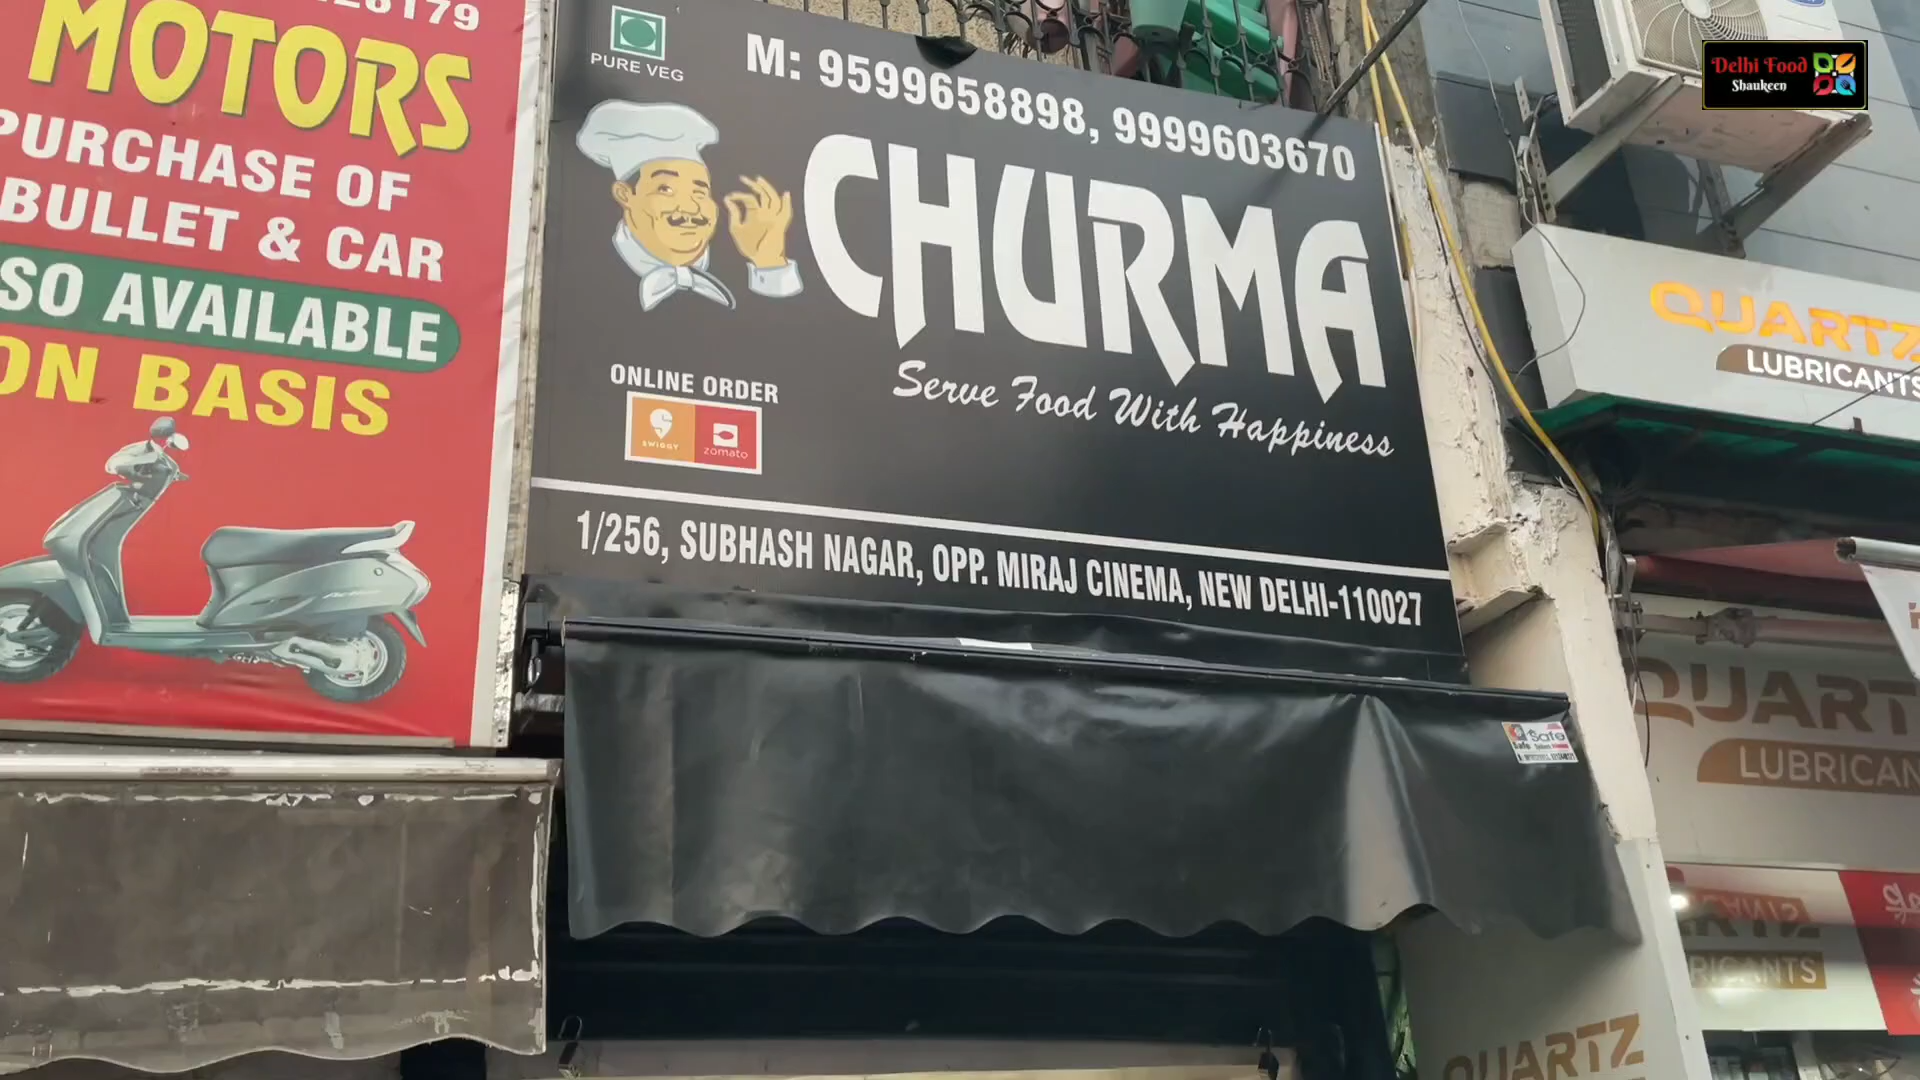 MOTORS
PURCHASE OF
BULLET & CAR
SO AVAILABLE
ON BASIS
PURE VEG
M: 9599658898, 9999603670
CHURMA
Serve Food With Happiness
ONLINE ORDER
SWIGGY
zomato
1/256, SUBHASH NAGAR, OPP. MIRAJ CINEMA, NEW DELHI-110027
Safe
Delhi Food
Shaukeen
QUARTZ
LUBRICANTS
QUART
LUBRICAN
QUARTZ